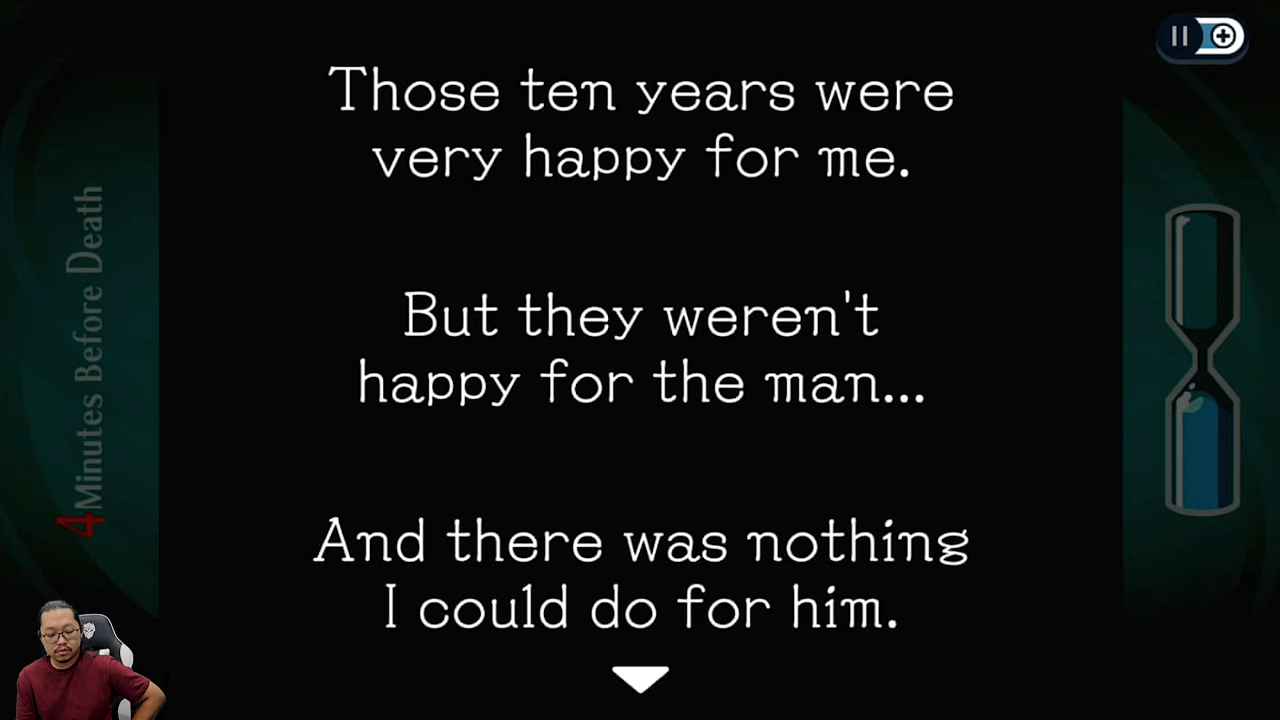 Those ten years were
very happy for me.
But they weren't
happy for the man...
And there was nothing
I could do for him.
4 Minutes Before Death